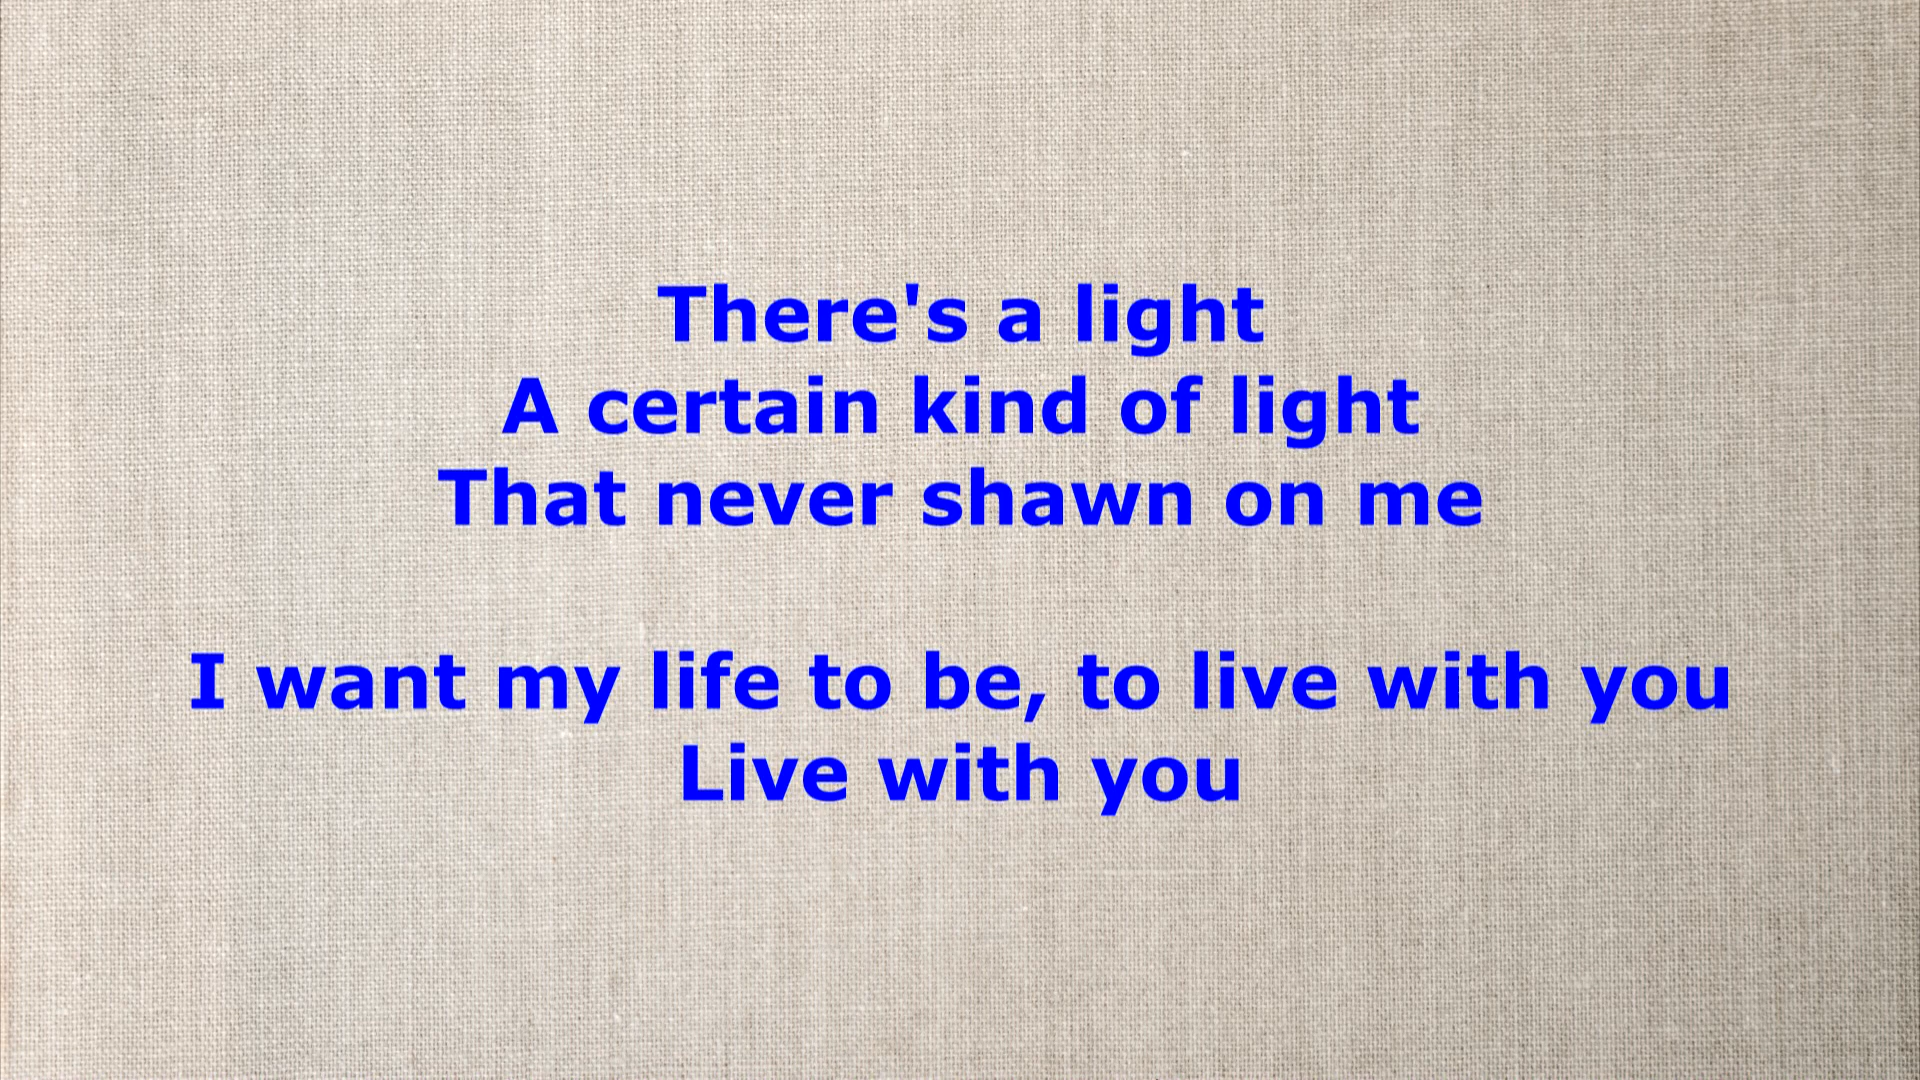 There's a light
A certain kind of light
That never shawn on me
I want my life to be, to live with you
Live with you